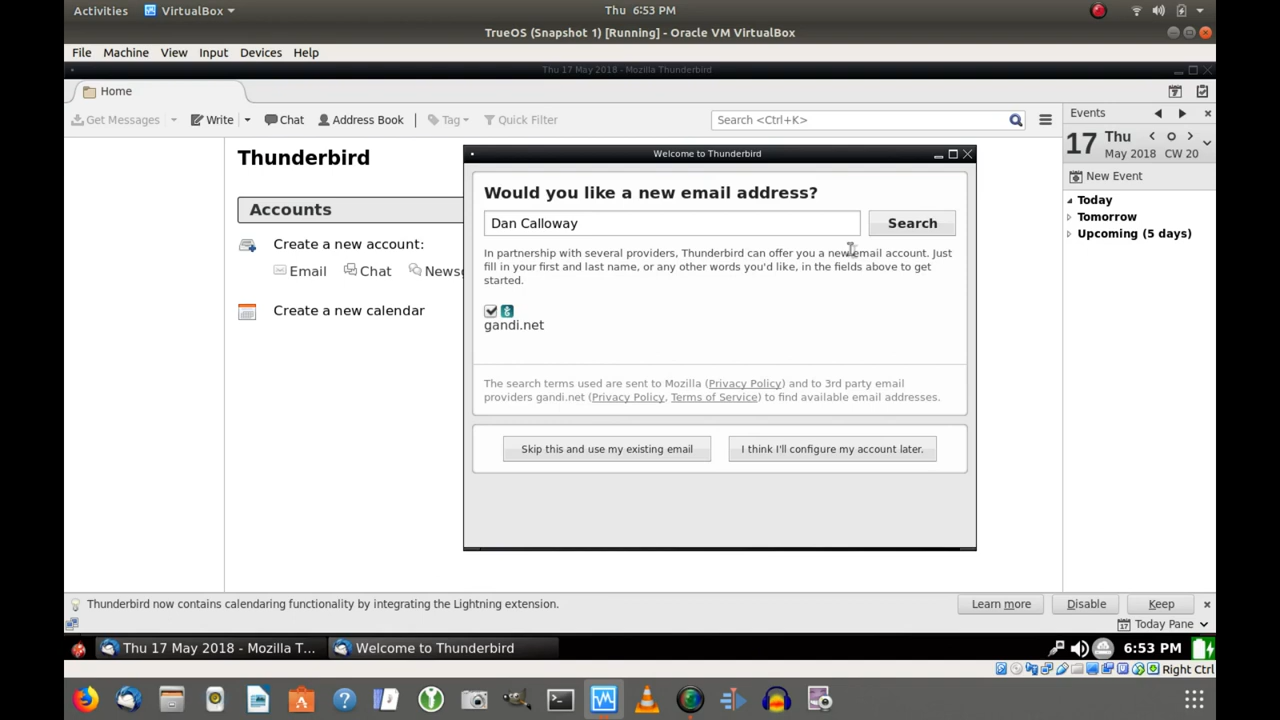 Activities VirtualBox Thu 6:53 PM
TrueOS (Snapshot 1) [Running] - Oracle VM VirtualBox
File Machine View Input Devices Help
Thu 17 May 2018 - Mozilla Thunderbird
Home
Get Messages Write Chat Address Book Tag Quick Filter Search <Ctrl+K>
Events
17 Thu
May 2018 CW 20
New Event
Today
Tomorrow
Upcoming (5 days)
Thunderbird
Accounts
Create a new account:
Email Chat Newsg
Create a new calendar
Welcome to Thunderbird
Would you like a new email address?
Dan Calloway Search
In partnership with several providers, Thunderbird can offer you a new email account. Just
fill in your first and last name, or any other words you'd like, in the fields above to get
started.
gandi.net
The search terms used are sent to Mozilla (Privacy Policy) and to 3rd party email
providers gandi.net (Privacy Policy, Terms of Service) to find available email addresses.
Skip this and use my existing email I think I'll configure my account later.
Thunderbird now contains calendaring functionality by integrating the Lightning extension. Learn more Disable Keep
17 Today Pane
Thu 17 May 2018 - Mozilla T... Welcome to Thunderbird 6:53 PM
Right Ctrl